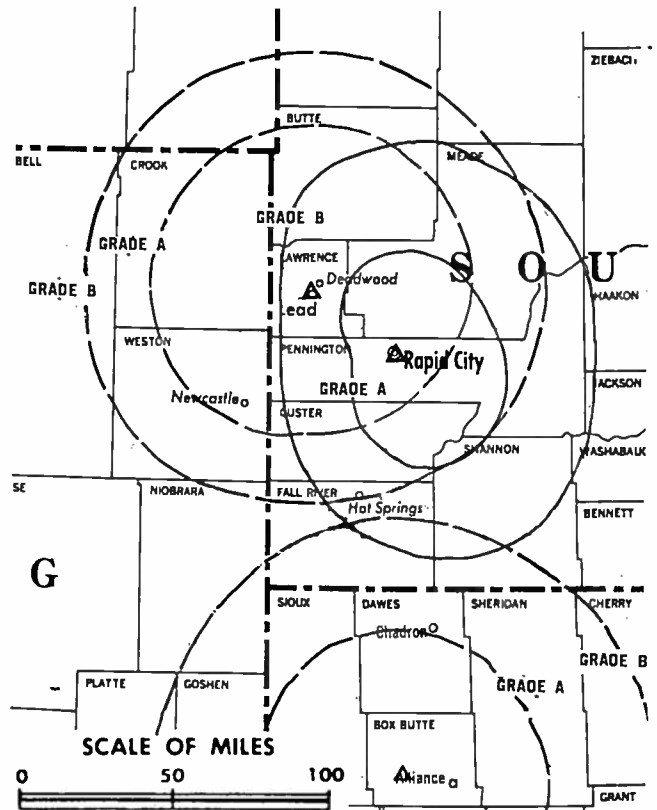 ZIEBACH
BUTTE
BELL
CROOK
MEADE
GRADE B
GRADE A
S O U
LAWRENCE
Deadwood
GRADE B
HAAKON
Lead
WESTON
PENNINGTON
Rapid City
GRADE A
JACKSON
Newcastle
CUSTER
SHANNON
WASHABALK
SE
NIOBRARA
FALL RIVER
Hot Springs
BENNETT
G
SIOUX
DAWES
SHERIDAN
CHERRY
Chadron
GRADE B
PLATTE
GOSHEN
GRADE A
BOX BUTTE
SCALE OF MILES
0 50 100
Alliance
GRANT